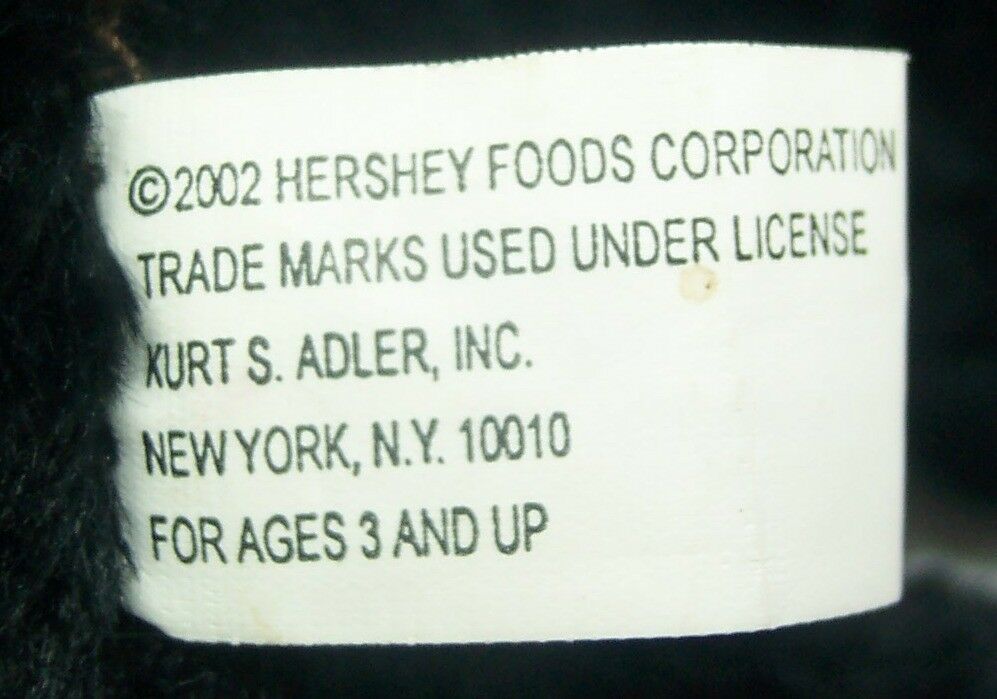 ©2002 HERSHEY FOODS CORPORATION
TRADE MARKS USED UNDER LICENSE
KURT S. ADLER, INC.
NEW YORK, N.Y. 10010
FOR AGES 3 AND UP